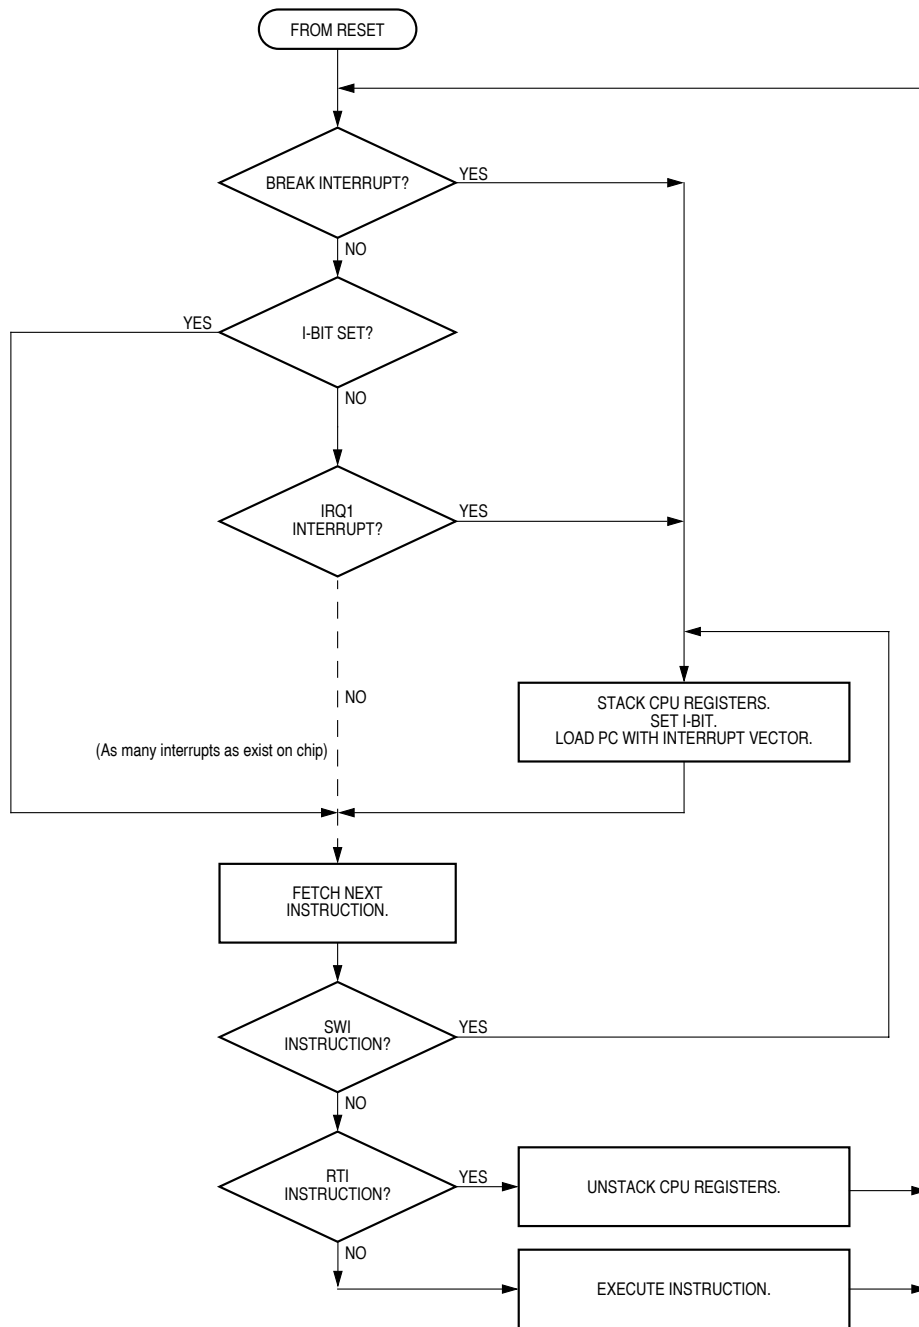 FROM RESET
BREAK INTERRUPT?
YES
NO
YES
I-BIT SET?
NO
IRQ1
INTERRUPT?
YES
NO
STACK CPU REGISTERS.
SET I-BIT.
LOAD PC WITH INTERRUPT VECTOR.
(As many interrupts as exist on chip)
FETCH NEXT
INSTRUCTION.
SWI
INSTRUCTION?
YES
NO
RTI
INSTRUCTION?
YES
UNSTACK CPU REGISTERS.
NO
EXECUTE INSTRUCTION.